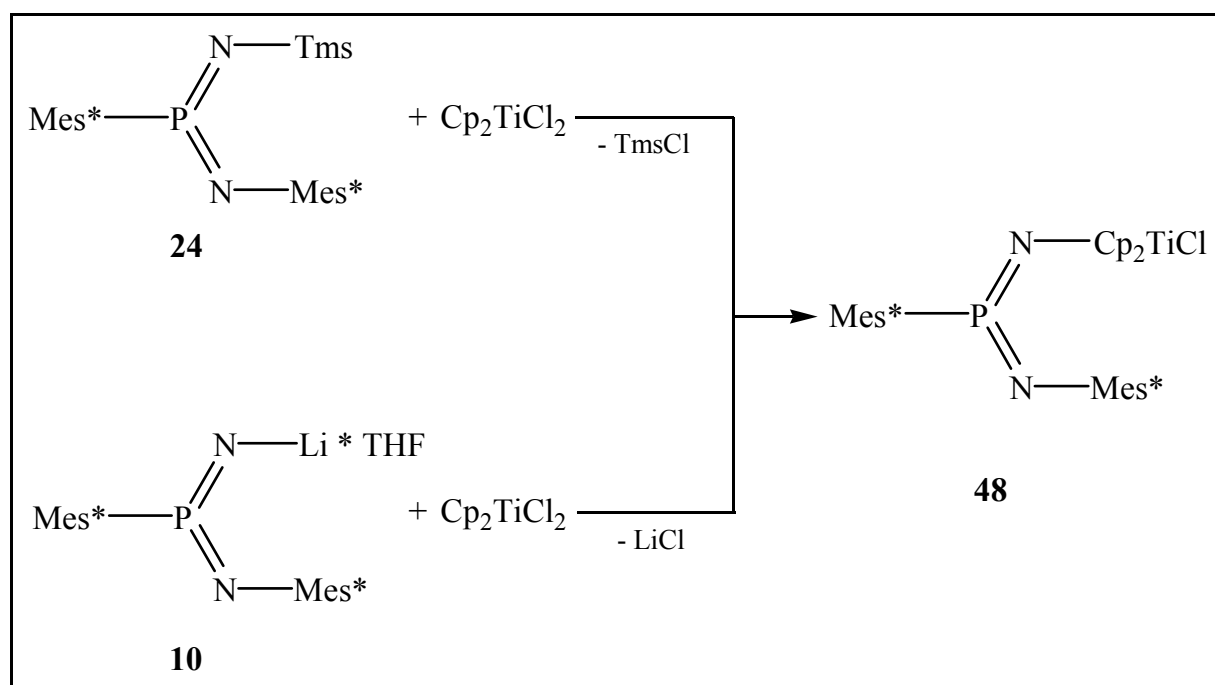 N—Tms
Mes*—P + Cp₂TiCl₂
- TmsCl
N—Mes*
24
N—Cp₂TiCl
Mes*—P
N—Mes*
48
N—Li * THF
Mes*—P + Cp₂TiCl₂
- LiCl
N—Mes*
10